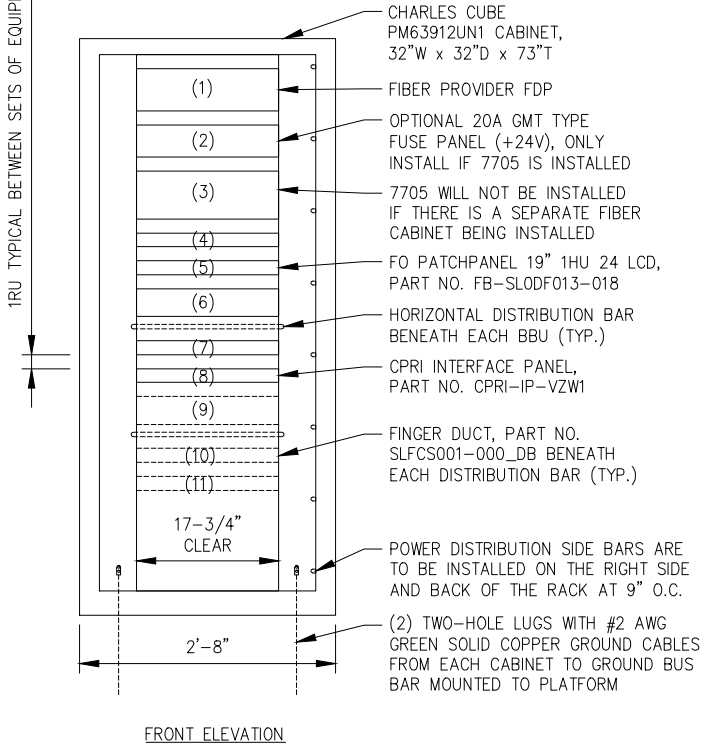 1RU TYPICAL BETWEEN SETS OF
CHARLES CUBE
PM63912UN1 CABINET,
32"W x 32"D x 73"T
FIBER PROVIDER FDP
OPTIONAL 20A GMT TYPE
FUSE PANEL (+24V), ONLY
INSTALL IF 7705 IS INSTALLED
7705 WILL NOT BE INSTALLED
IF THERE IS A SEPARATE FIBER
CABINET BEING INSTALLED
FO PATCHPANEL 19" 1HU 24 LCD,
PART NO. FB-SLODF013-018
HORIZONTAL DISTRIBUTION BAR
BENEATH EACH BBU (TYP.)
CPRI INTERFACE PANEL,
PART NO. CPRI-IP-VZW1
FINGER DUCT, PART NO.
SLFCS001-000_DB BENEATH
EACH DISTRIBUTION BAR (TYP.)
POWER DISTRIBUTION SIDE BARS ARE
TO BE INSTALLED ON THE RIGHT SIDE
AND BACK OF THE RACK AT 9" O.C.
(2) TWO-HOLE LUGS WITH #2 AWG
GREEN SOLID COPPER GROUND CABLES
FROM EACH CABINET TO GROUND BUS
BAR MOUNTED TO PLATFORM
(1)
(2)
(3)
(4)
(5)
(6)
(7)
(8)
(9)
(10)
(11)
17-3/4"
CLEAR
2'-8"
FRONT ELEVATION